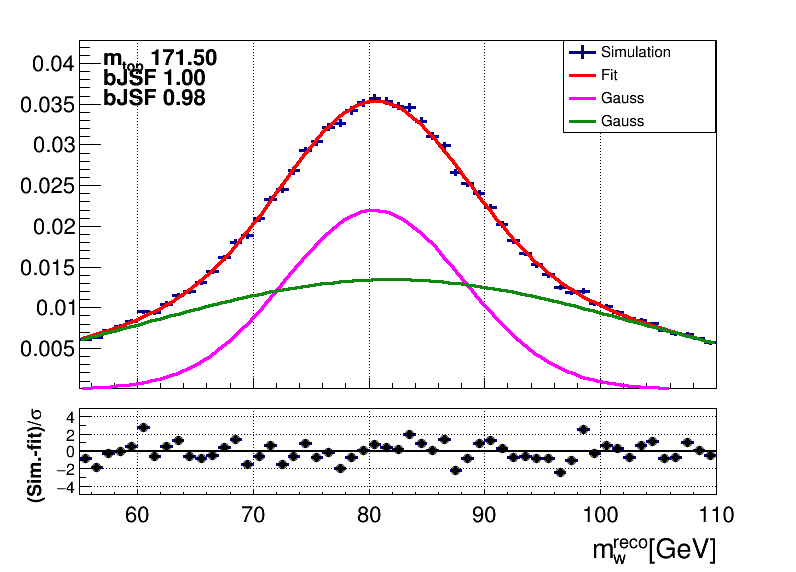 m_top 171.50
bJSF 1.00
bJSF 0.98
Simulation
Fit
Gauss
Gauss
0.04
0.035
0.03
0.025
0.02
0.015
0.01
0.005
(Sim.-fit)/σ
4
2
0
−2
−4
60 70 80 90 100 110
m_w^reco[GeV]